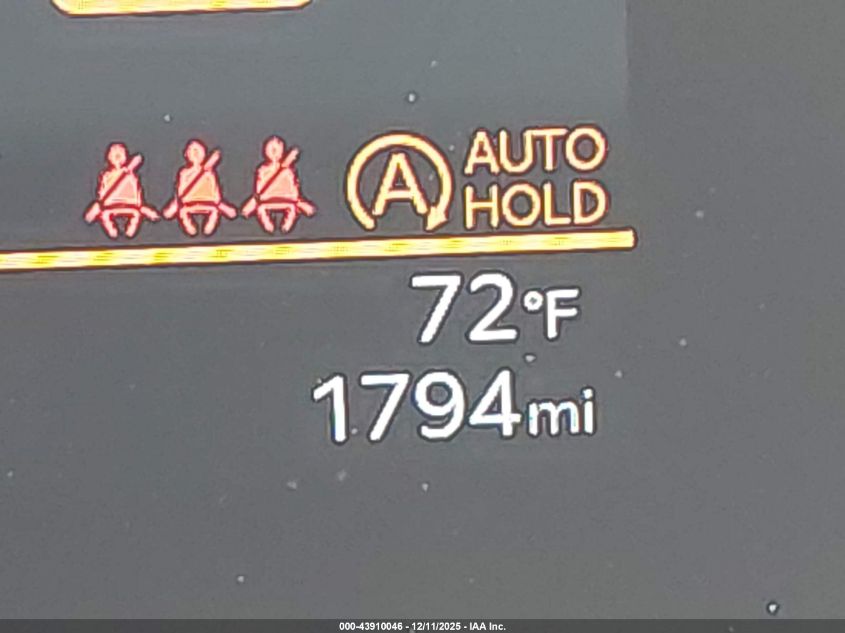 A AUTO
HOLD
72°F
1794mi
000-43910046 - 12/11/2025 - IAA Inc.